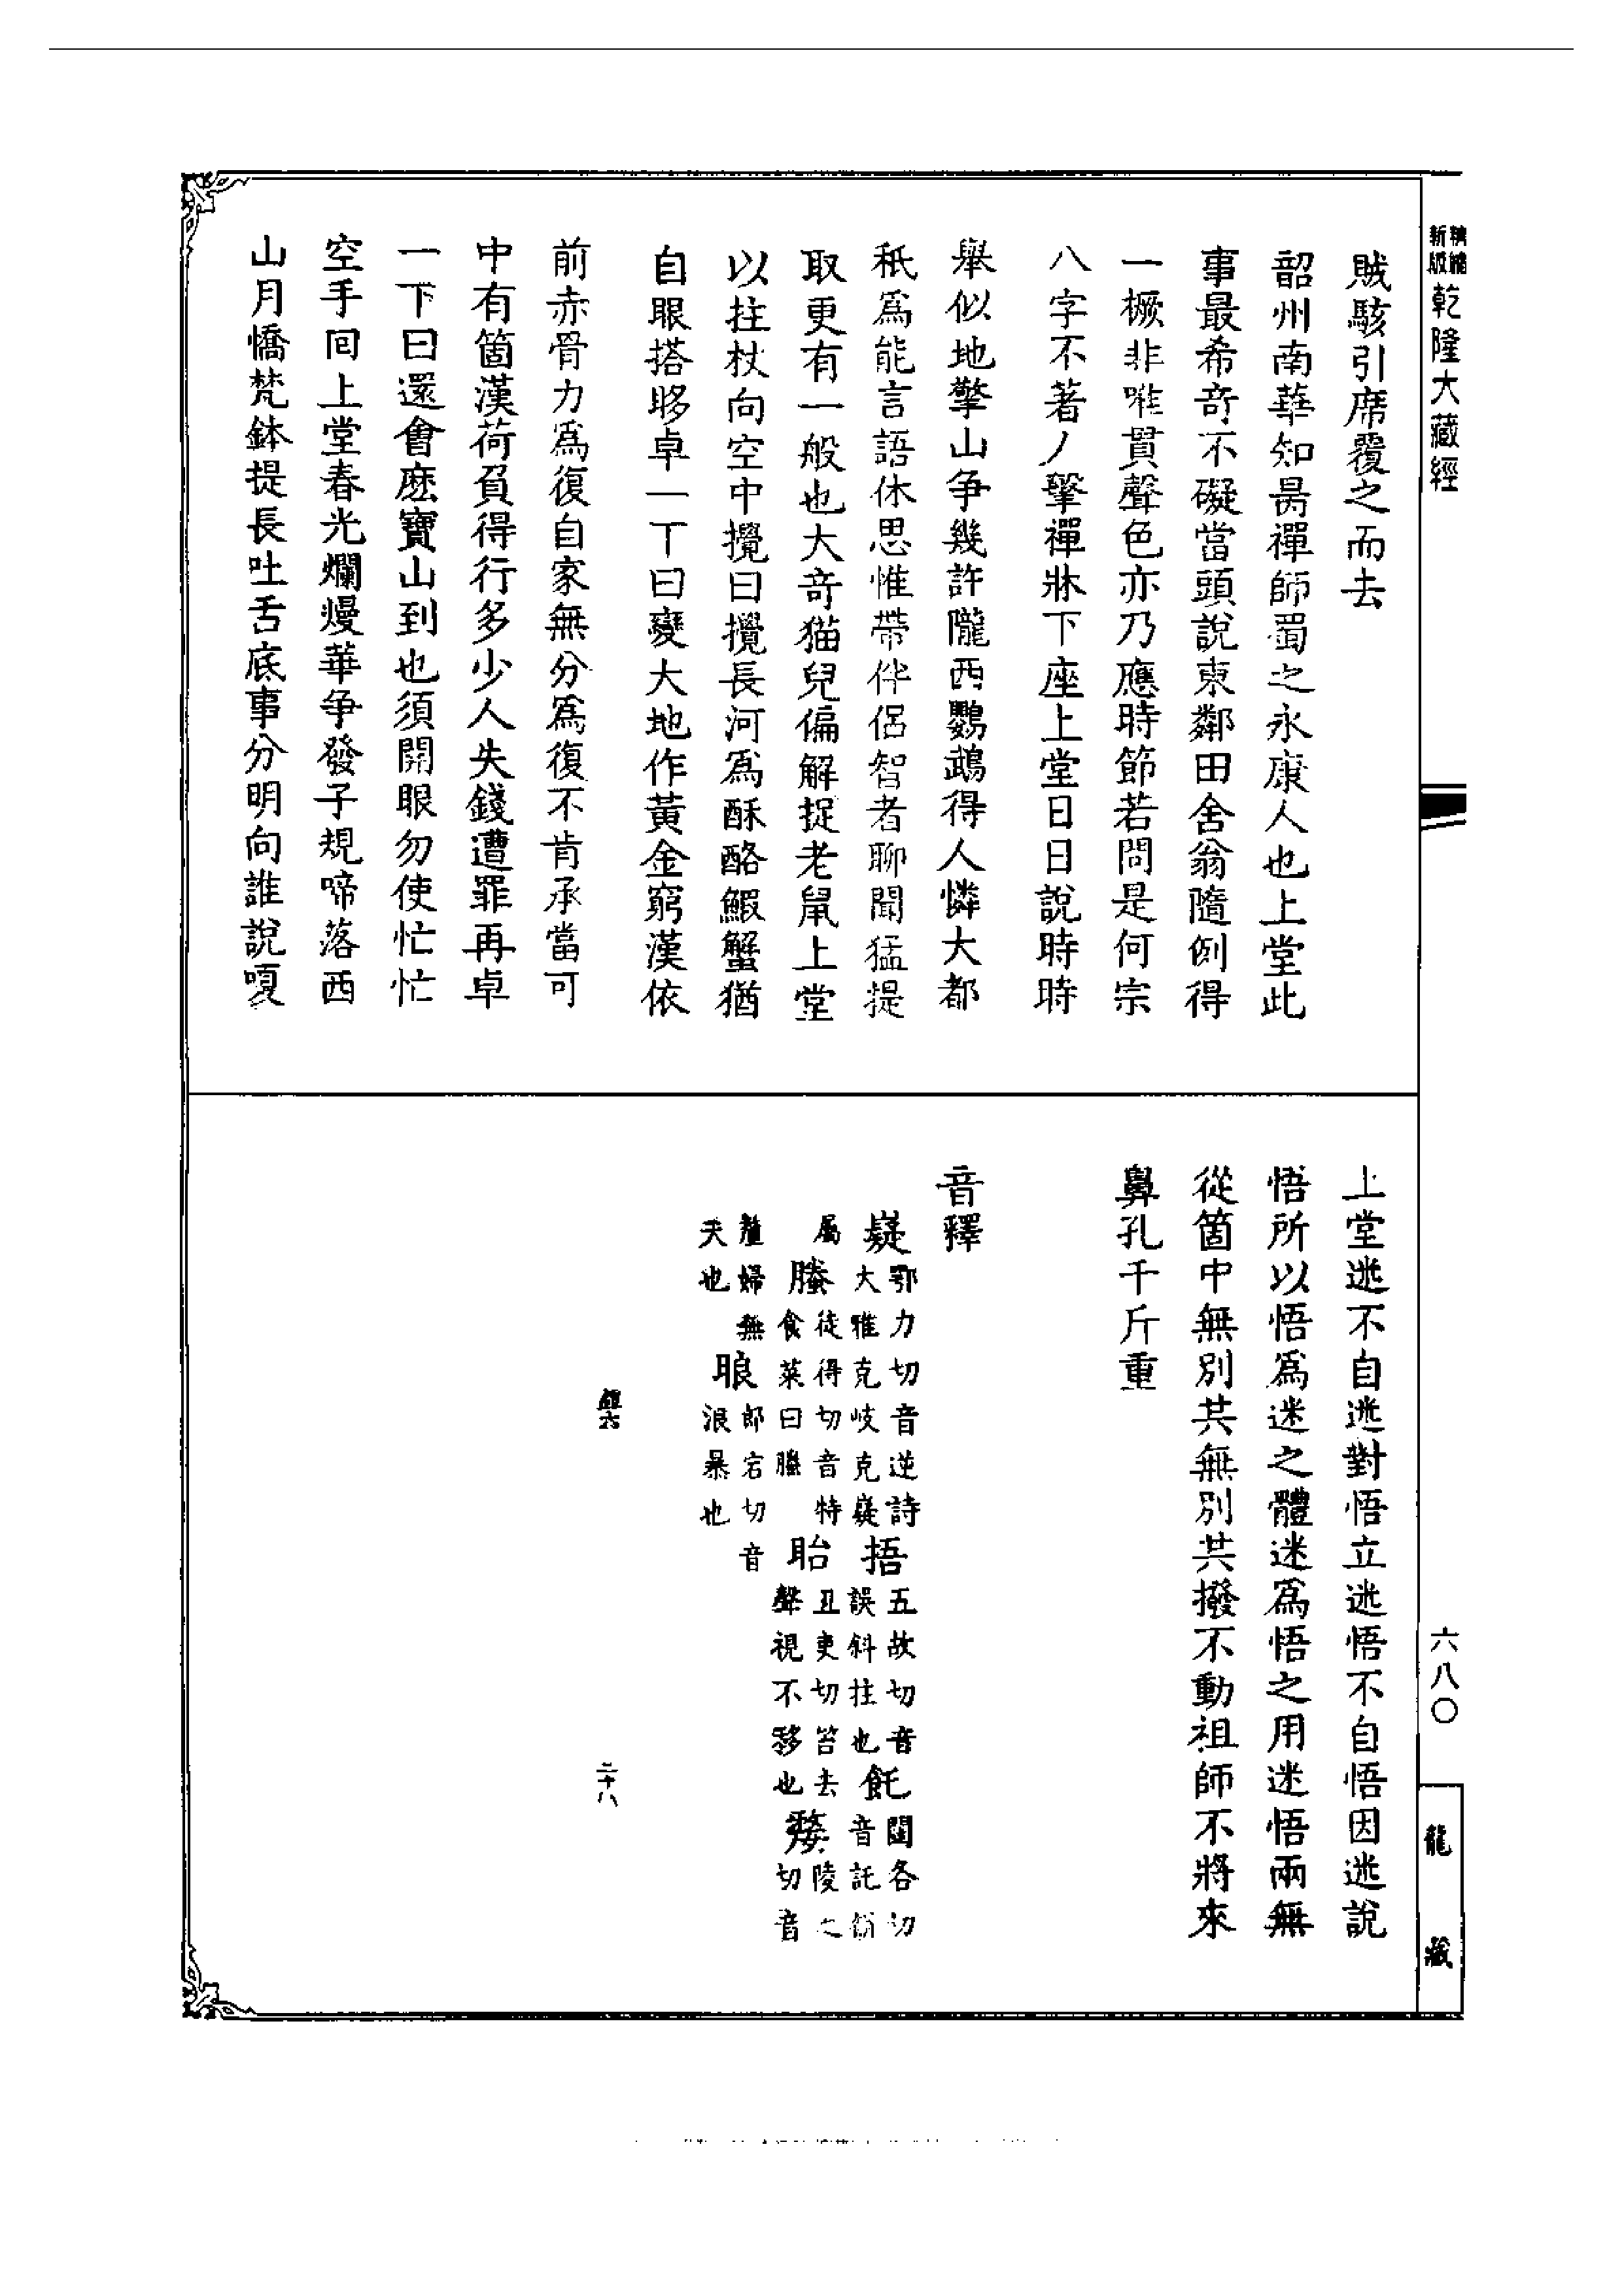 新版
精編
乾隆大藏經
賊駭引席覆之而去
韶州南華知昺禪師蜀之永康人也上堂此
事最希奇不礙當頭說東鄰田舍翁隨例得
一橛非唯貫聲色亦乃應時節若問是何宗
八字不著丿擊禪牀下座上堂日日說時時
舉似地擎山争幾許隴西鸚鵡得人憐大都
秖爲能言語休思惟帶伴侶智者聊聞猛提
取更有一般也大奇猫兒偏解捉老鼠上堂
以拄杖向空中攪曰攪長河爲酥酪鰕蟹猶
自眼搭眵卓一下曰變大地作黃金窮漢依
前赤骨力爲復自家無分爲復不肯承當可
中有箇漢荷負得行多少人失錢遭罪再卓
一下曰還會麽寶山到也須開眼勿使忙忙
空手回上堂春光爛熳華争發子規啼落西
山月憍梵鉢提長吐舌底事分明向誰說嗄
上堂迷不自迷對悟立迷悟不自悟因迷說
悟所以悟爲迷之體迷爲悟之用迷悟兩無
從箇中無別共無別共撥不動祖師不將來
鼻孔千斤重
音釋
嶷鄂力切音逆詩大雅克岐克嶷捂五故切音誤斜拄也飥闥各切音託餅
屬䘃徒得切音特食葉曰䘃眙丑吏切笞去聲視不移也嫠陵之切音
釐婦無夫也䀶郎宕切音浪暴也
六
二十八
六八〇
龍藏